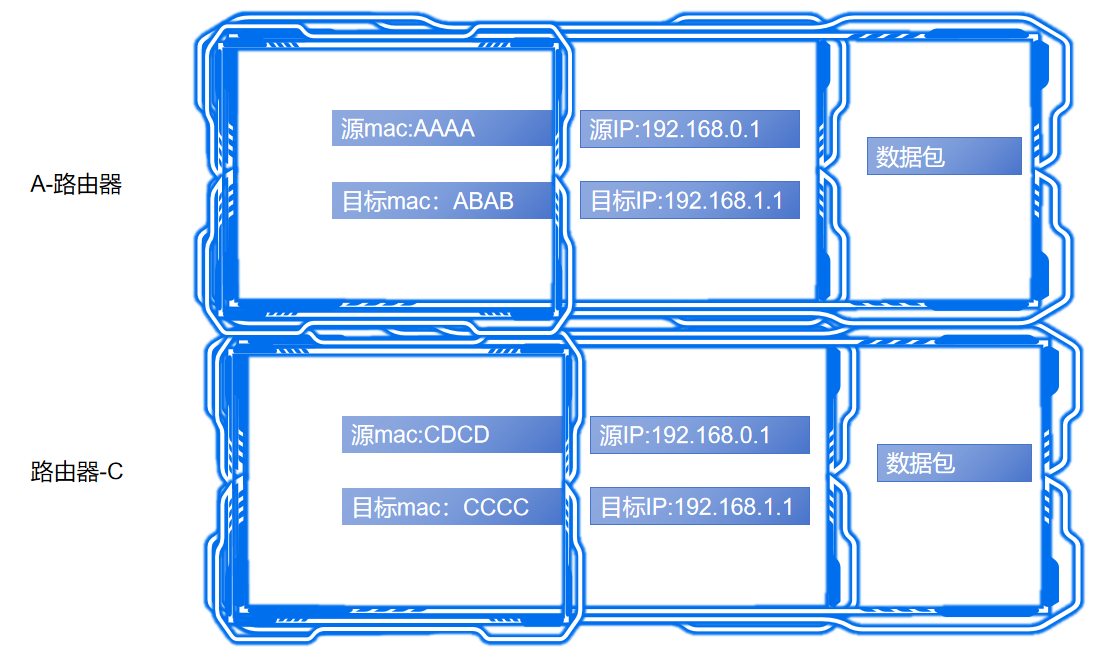 A-路由器
源mac:AAAA
目标mac：ABAB
源IP:192.168.0.1
目标IP:192.168.1.1
数据包
路由器-C
源mac:CDCD
目标mac：CCCC
源IP:192.168.0.1
目标IP:192.168.1.1
数据包